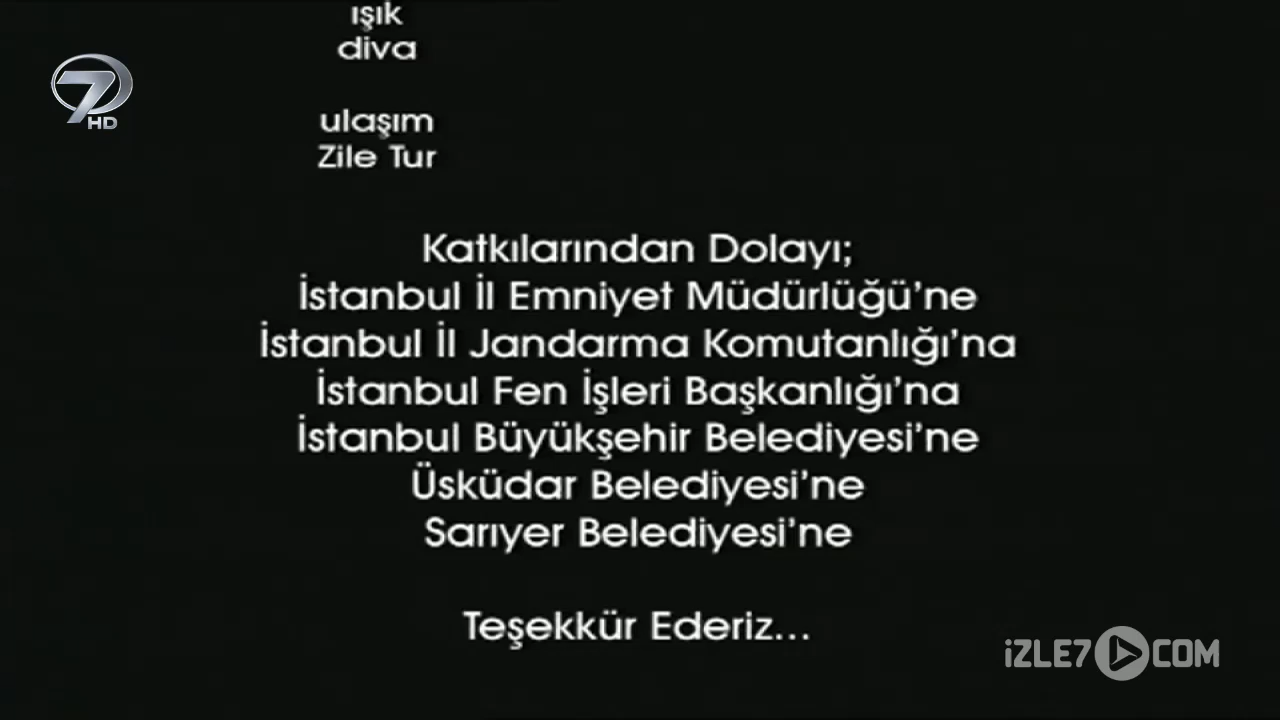 ışık
diva
7
HD
ulaşım
Zile Tur
Katkılarından Dolayı;
İstanbul İl Emniyet Müdürlüğü'ne
İstanbul İl Jandarma Komutanlığı'na
İstanbul Fen İşleri Başkanlığı'na
İstanbul Büyükşehir Belediyesi'ne
Üsküdar Belediyesi'ne
Sarıyer Belediyesi'ne
Teşekkür Ederiz...
iZLE7 COM